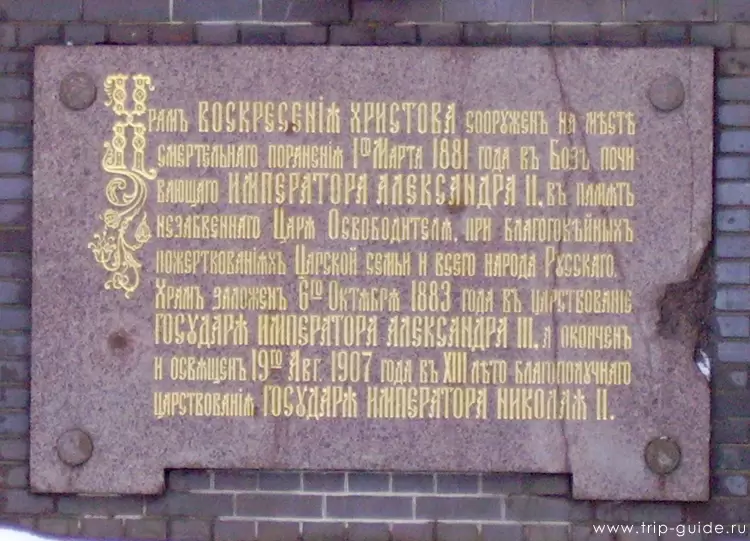 Храмъ ВОСКРЕСЕНІЯ ХРИСТОВА сооруженъ на мѣстѣ
смертельнаго пораненія 1го Марта 1881 года въ Бозѣ почи
вающаго ИМПЕРАТОРА АЛЕКСАНДРА II, въ память
незабвеннаго Царя Освободителя, при благоговѣйныхъ
пожертвованіяхъ Царской семьи и всего народа Русскаго.
Храмъ заложенъ 6го Октября 1883 года въ царствованіе
ГОСУДАРЯ ИМПЕРАТОРА АЛЕКСАНДРА III, а оконченъ
и освященъ 19го Авг. 1907 года въ XIII лѣто благополучнаго
царствованія ГОСУДАРЯ ИМПЕРАТОРА НИКОЛАЯ II.
www.trip-guide.ru